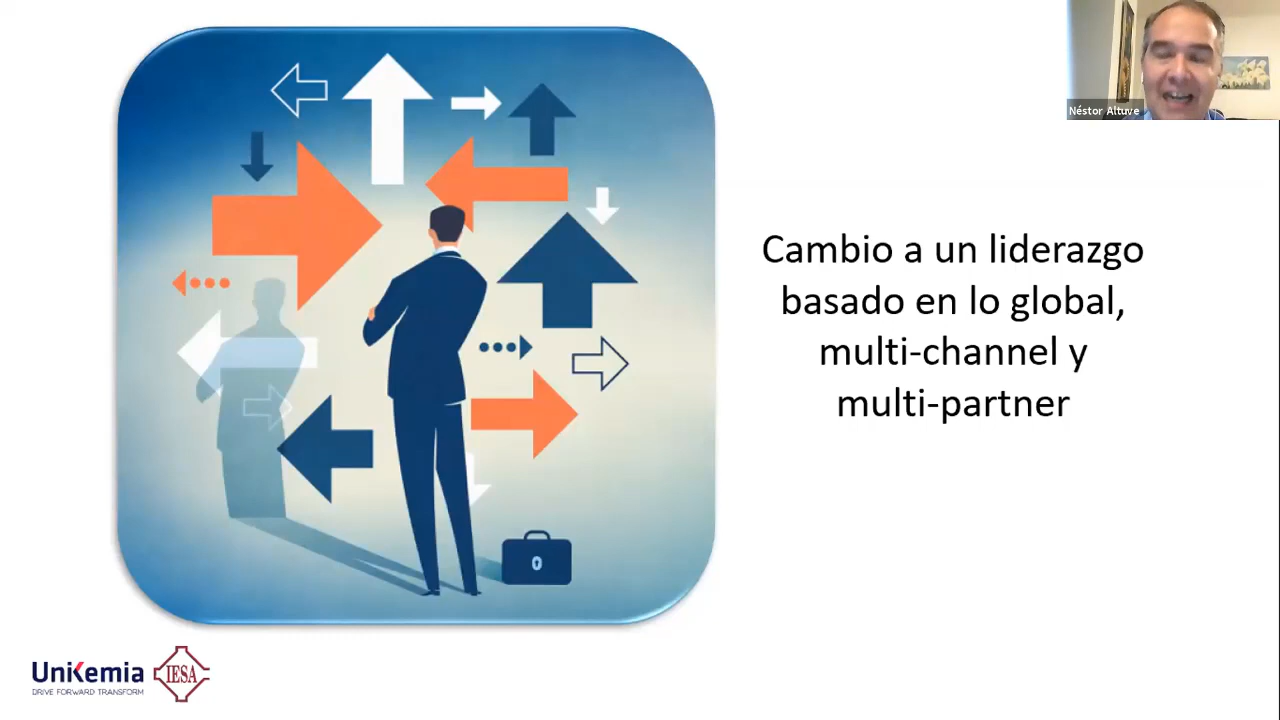 Néstor Altuve
Cambio a un liderazgo
basado en lo global,
multi-channel y
multi-partner
UniKemia
DRIVE FORWARD TRANSFORM
IESA